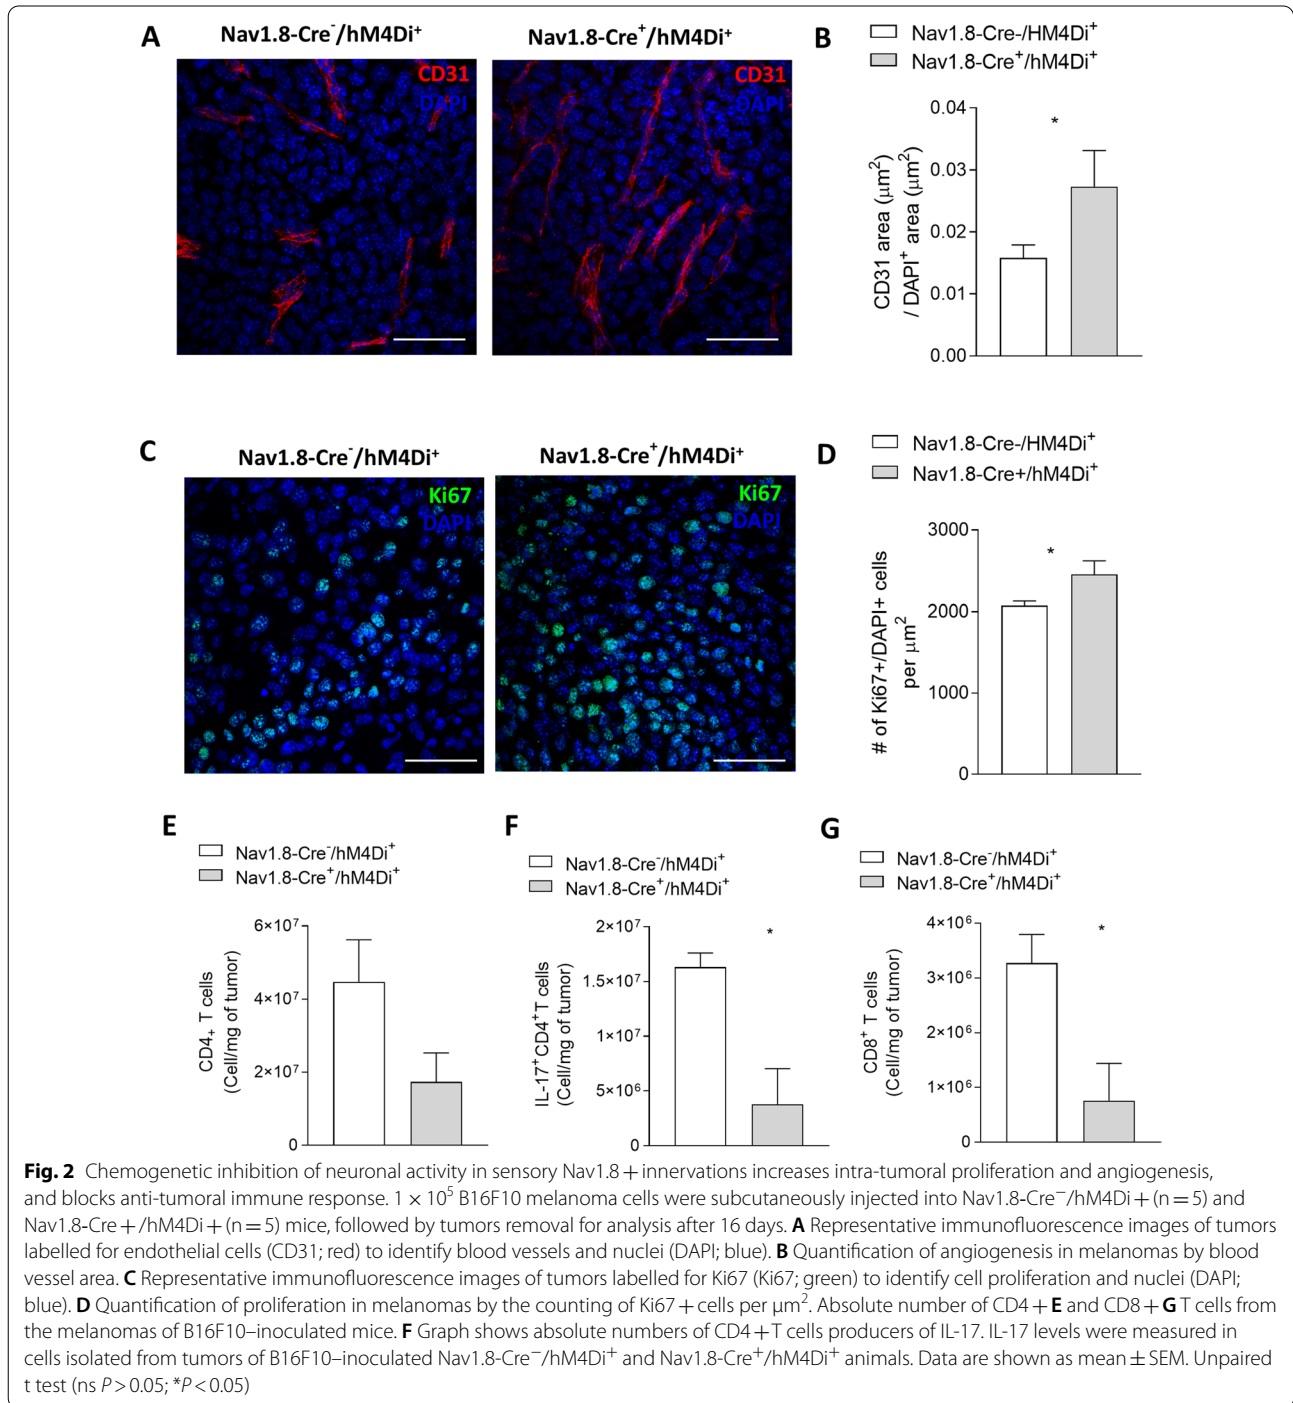 A
Nav1.8-Cre⁻/hM4Di⁺
Nav1.8-Cre⁺/hM4Di⁺
CD31
DAPI
CD31
DAPI
B
Nav1.8-Cre-/HM4Di⁺
Nav1.8-Cre⁺/hM4Di⁺
CD31 area (μm²)
/ DAPI⁺ area (μm²)
0.04
0.03
0.02
0.01
0.00
*
C
Nav1.8-Cre⁻/hM4Di⁺
Nav1.8-Cre⁺/hM4Di⁺
Ki67
DAPI
Ki67
DAPI
D
Nav1.8-Cre-/HM4Di⁺
Nav1.8-Cre+/hM4Di⁺
# of Ki67+/DAPI+ cells
per μm²
3000
2000
1000
0
*
E
Nav1.8-Cre⁻/hM4Di⁺
Nav1.8-Cre⁺/hM4Di⁺
CD4₊ T cells
(Cell/mg of tumor)
6×10⁷
4×10⁷
2×10⁷
0
F
Nav1.8-Cre⁻/hM4Di⁺
Nav1.8-Cre⁺/hM4Di⁺
IL-17⁺CD4⁺T cells
(Cell/mg of tumor)
2×10⁷
1.5×10⁷
1×10⁷
5×10⁶
0
*
G
Nav1.8-Cre⁻/hM4Di⁺
Nav1.8-Cre⁺/hM4Di⁺
CD8⁺ T cells
(Cell/mg of tumor)
4×10⁶
3×10⁶
2×10⁶
1×10⁶
0
*
Fig. 2 Chemogenetic inhibition of neuronal activity in sensory Nav1.8 + innervations increases intra-tumoral proliferation and angiogenesis,
and blocks anti-tumoral immune response. 1 × 10⁵ B16F10 melanoma cells were subcutaneously injected into Nav1.8-Cre⁻/hM4Di + (n = 5) and
Nav1.8-Cre + /hM4Di + (n = 5) mice, followed by tumors removal for analysis after 16 days. A Representative immunofluorescence images of tumors
labelled for endothelial cells (CD31; red) to identify blood vessels and nuclei (DAPI; blue). B Quantification of angiogenesis in melanomas by blood
vessel area. C Representative immunofluorescence images of tumors labelled for Ki67 (Ki67; green) to identify cell proliferation and nuclei (DAPI;
blue). D Quantification of proliferation in melanomas by the counting of Ki67 + cells per μm². Absolute number of CD4 + E and CD8 + G T cells from
the melanomas of B16F10–inoculated mice. F Graph shows absolute numbers of CD4 + T cells producers of IL-17. IL-17 levels were measured in
cells isolated from tumors of B16F10–inoculated Nav1.8-Cre⁻/hM4Di⁺ and Nav1.8-Cre⁺/hM4Di⁺ animals. Data are shown as mean ± SEM. Unpaired
t test (ns P > 0.05; *P < 0.05)